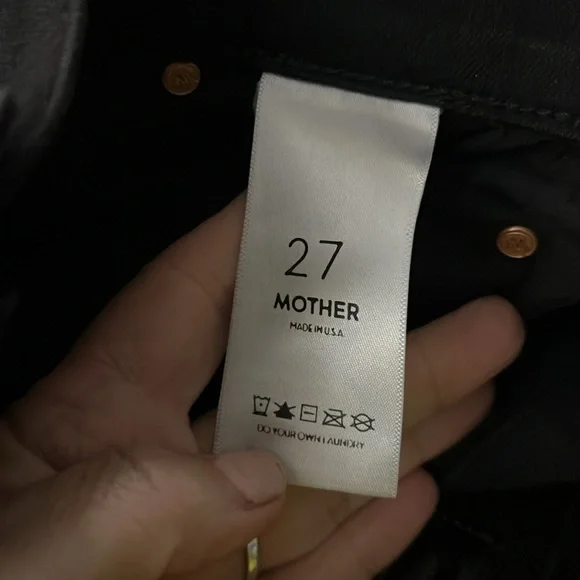 27
MOTHER
MADE IN U.S.A.
DO YOUR OWN LAUNDRY